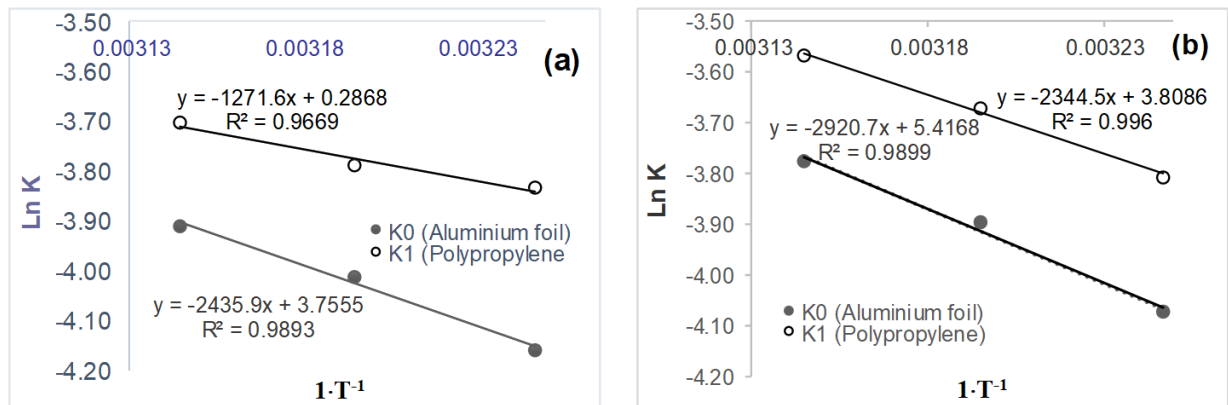 -3.50
0.00313 0.00318 0.00323
(a)
-3.60
y = -1271.6x + 0.2868
R² = 0.9669
-3.70
-3.80
Ln K
-3.90
K0 (Aluminium foil)
K1 (Polypropylene
-4.00
y = -2435.9x + 3.7555
R² = 0.9893
-4.10
-4.20
1·T⁻¹
-3.50
0.00313 0.00318 0.00323
(b)
-3.60
y = -2344.5x + 3.8086
R² = 0.996
-3.70
y = -2920.7x + 5.4168
R² = 0.9899
-3.80
Ln K
-3.90
-4.00
K0 (Aluminium foil)
K1 (Polypropylene)
-4.10
-4.20
1·T⁻¹